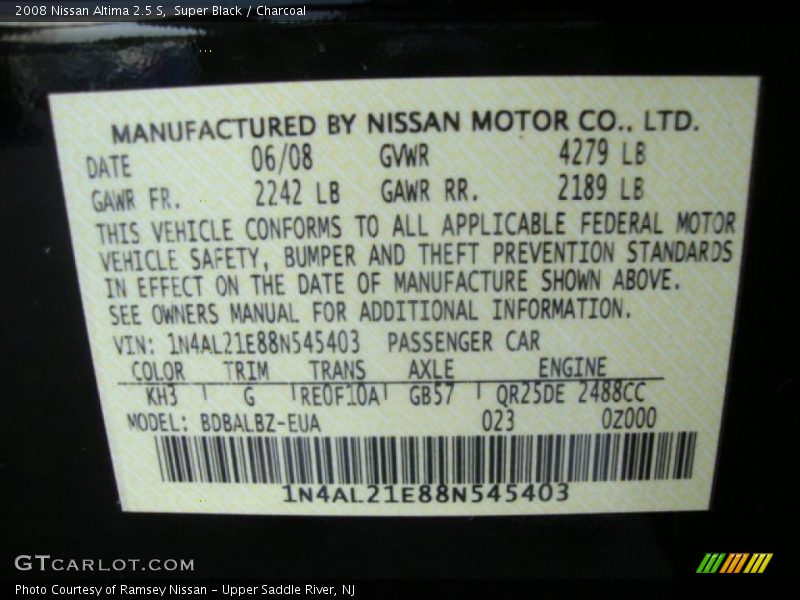 2008 Nissan Altima 2.5 S, Super Black / Charcoal
MANUFACTURED BY NISSAN MOTOR CO., LTD.
DATE 06/08 GVWR 4279 LB
GAWR FR. 2242 LB GAWR RR. 2189 LB
THIS VEHICLE CONFORMS TO ALL APPLICABLE FEDERAL MOTOR
VEHICLE SAFETY, BUMPER AND THEFT PREVENTION STANDARDS
IN EFFECT ON THE DATE OF MANUFACTURE SHOWN ABOVE.
SEE OWNERS MANUAL FOR ADDITIONAL INFORMATION.
VIN: 1N4AL21E88N545403 PASSENGER CAR
COLOR TRIM TRANS AXLE ENGINE
KH3 G RE0F10A GB57 QR25DE 2488CC
MODEL: BDBALBZ-EUA 023 0Z000
1N4AL21E88N545403
GTCARLOT.COM
Photo Courtesy of Ramsey Nissan - Upper Saddle River, NJ